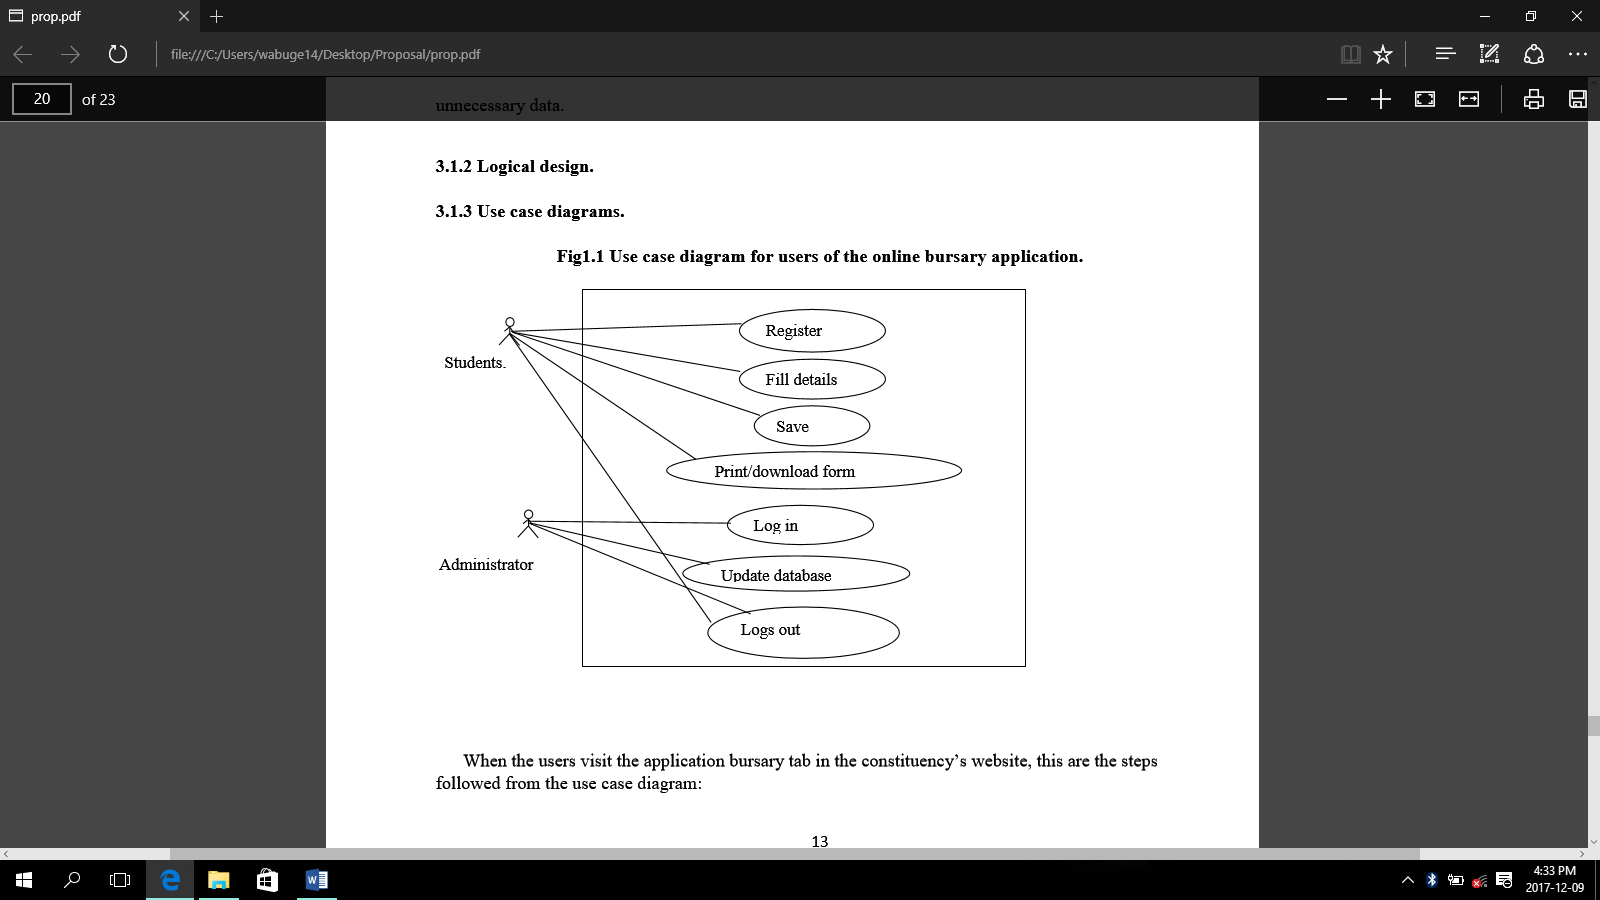 prop.pdf
file:///C:/Users/wabuge14/Desktop/Proposal/prop.pdf
20 of 23
unnecessary data.
3.1.2 Logical design.
3.1.3 Use case diagrams.
Fig1.1 Use case diagram for users of the online bursary application.
Register
Students.
Fill details
Save
Print/download form
Log in
Administrator
Update database
Logs out
When the users visit the application bursary tab in the constituency’s website, this are the steps
followed from the use case diagram:
13
4:33 PM
2017-12-09